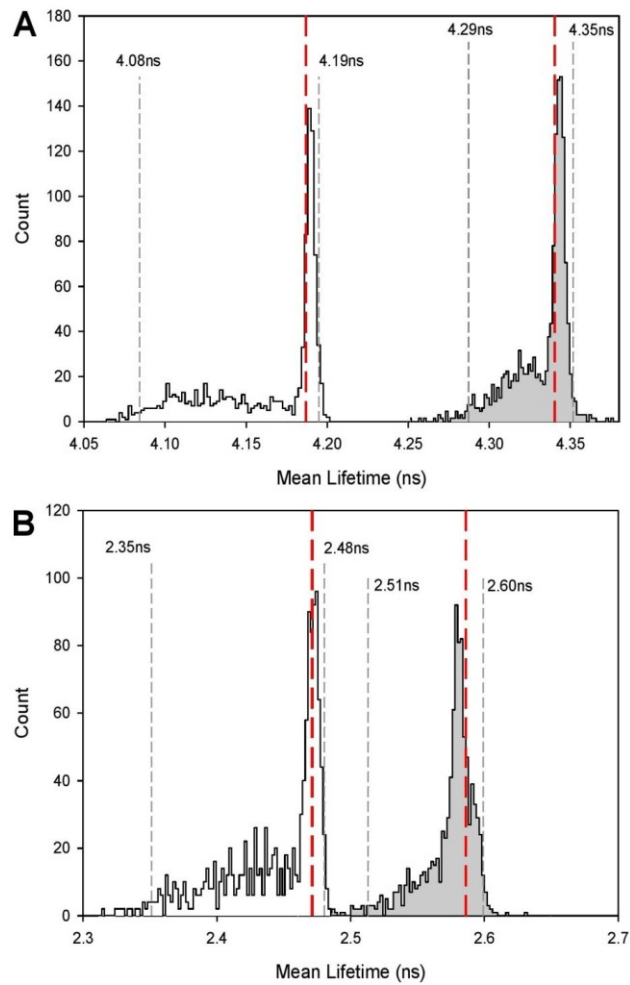 A
180
160
140
120
100
80
60
40
20
0
Count
4.08ns
4.19ns
4.29ns
4.35ns
4.05 4.10 4.15 4.20 4.25 4.30 4.35
Mean Lifetime (ns)
B
120
100
80
60
40
20
0
Count
2.35ns
2.48ns
2.51ns
2.60ns
2.3 2.4 2.5 2.6 2.7
Mean Lifetime (ns)